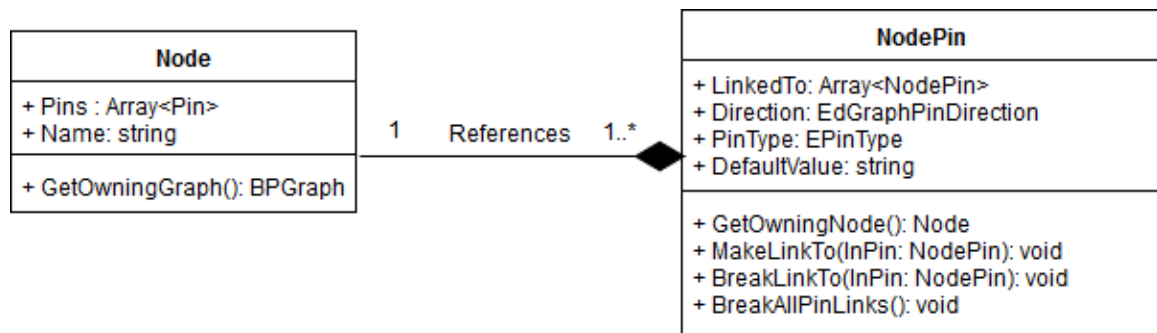 Node
+ Pins : Array<Pin>
+ Name: string
+ GetOwningGraph(): BPGraph
1 References 1..*
NodePin
+ LinkedTo: Array<NodePin>
+ Direction: EdGraphPinDirection
+ PinType: EPinType
+ DefaultValue: string
+ GetOwningNode(): Node
+ MakeLinkTo(InPin: NodePin): void
+ BreakLinkTo(InPin: NodePin): void
+ BreakAllPinLinks(): void